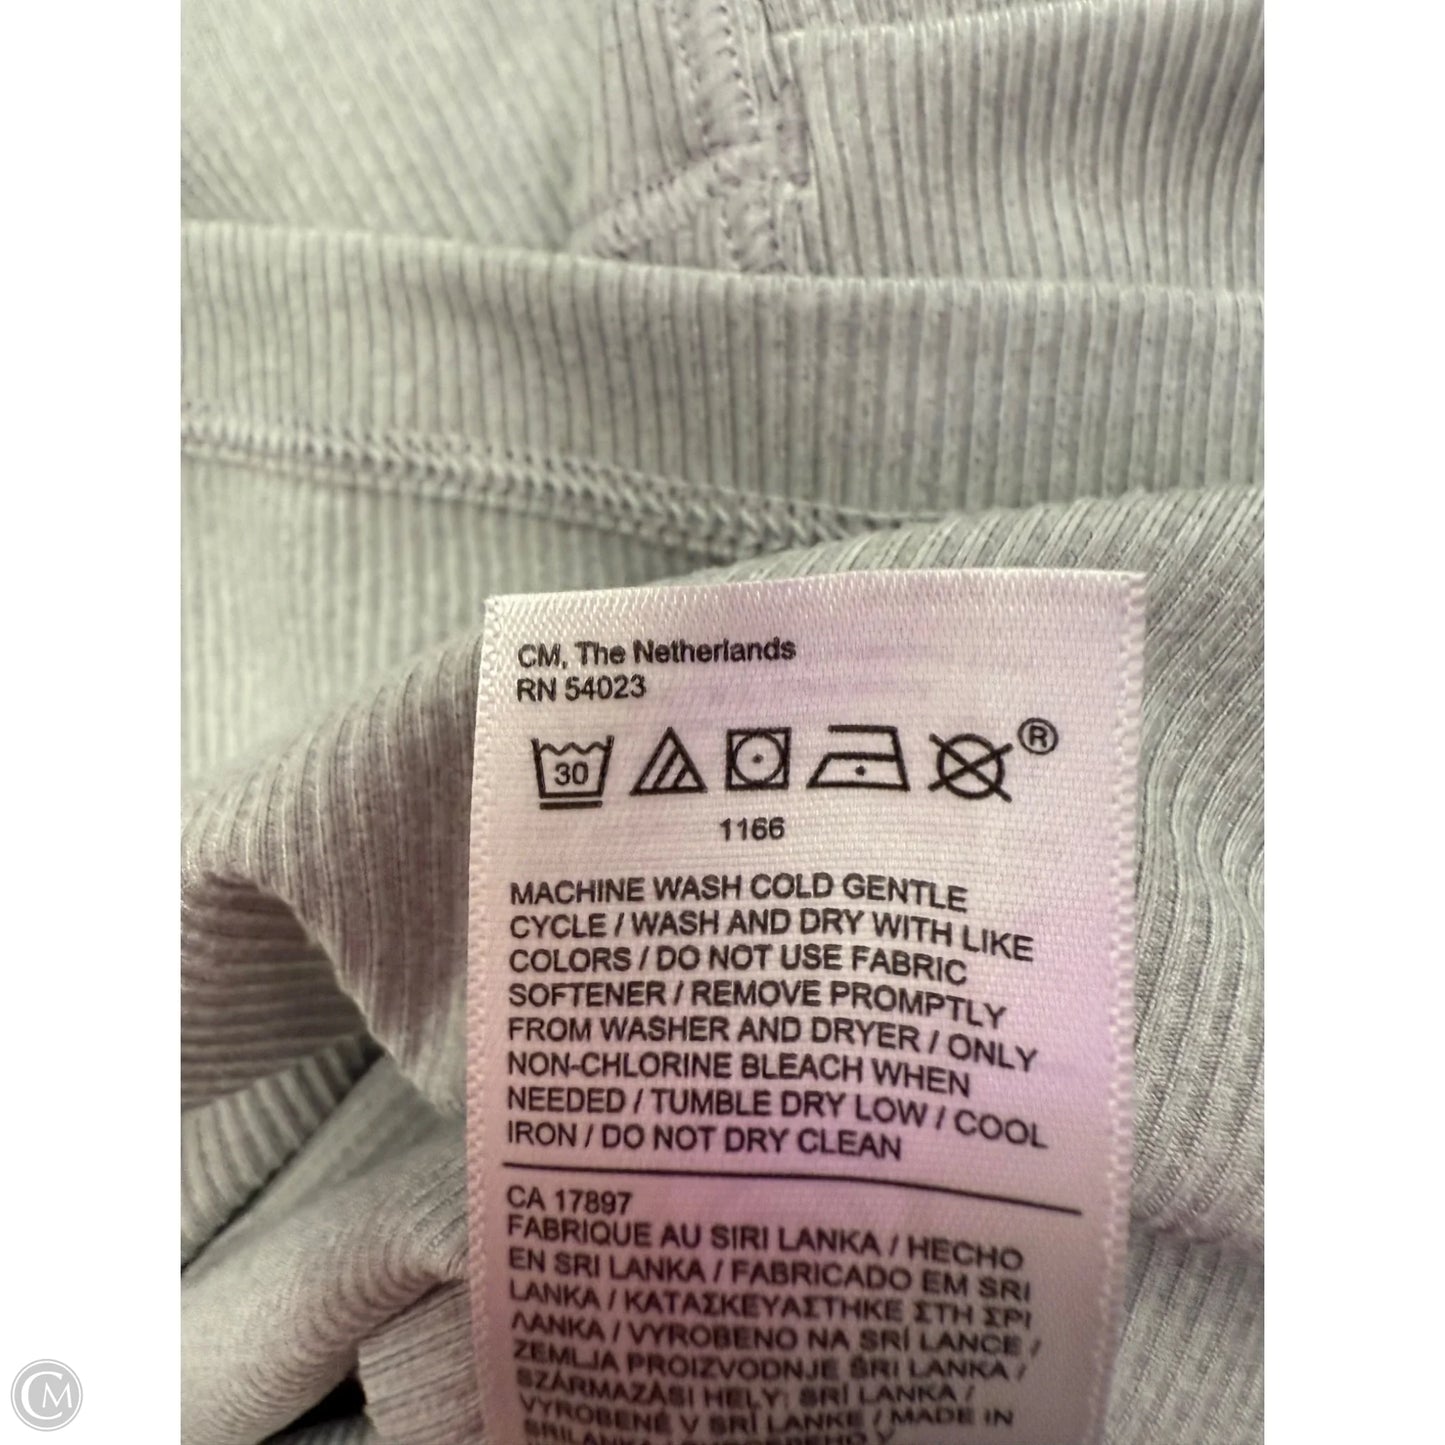 CM, The Netherlands
RN 54023
30
®
1166
MACHINE WASH COLD GENTLE
CYCLE / WASH AND DRY WITH LIKE
COLORS / DO NOT USE FABRIC
SOFTENER / REMOVE PROMPTLY
FROM WASHER AND DRYER / ONLY
NON-CHLORINE BLEACH WHEN
NEEDED / TUMBLE DRY LOW / COOL
IRON / DO NOT DRY CLEAN
CA 17897
FABRIQUE AU SIRI LANKA / HECHO
EN SRI LANKA / FABRICADO EM SRI
LANKA / ΚΑΤΑΣΚΕΥΑΣΤΗΚΕ ΣΤΗ ΣΡΙ
ΛΑΝΚΑ / VYROBENO NA SRÍ LANCE /
ZEMLJA PROIZVODNJE ŠRI LANKA /
SZÁRMAZÁSI HELY: SRÍ LANKA /
VYROBENÉ V SRÍ LANKE / MADE IN
SRILANKA /
CM